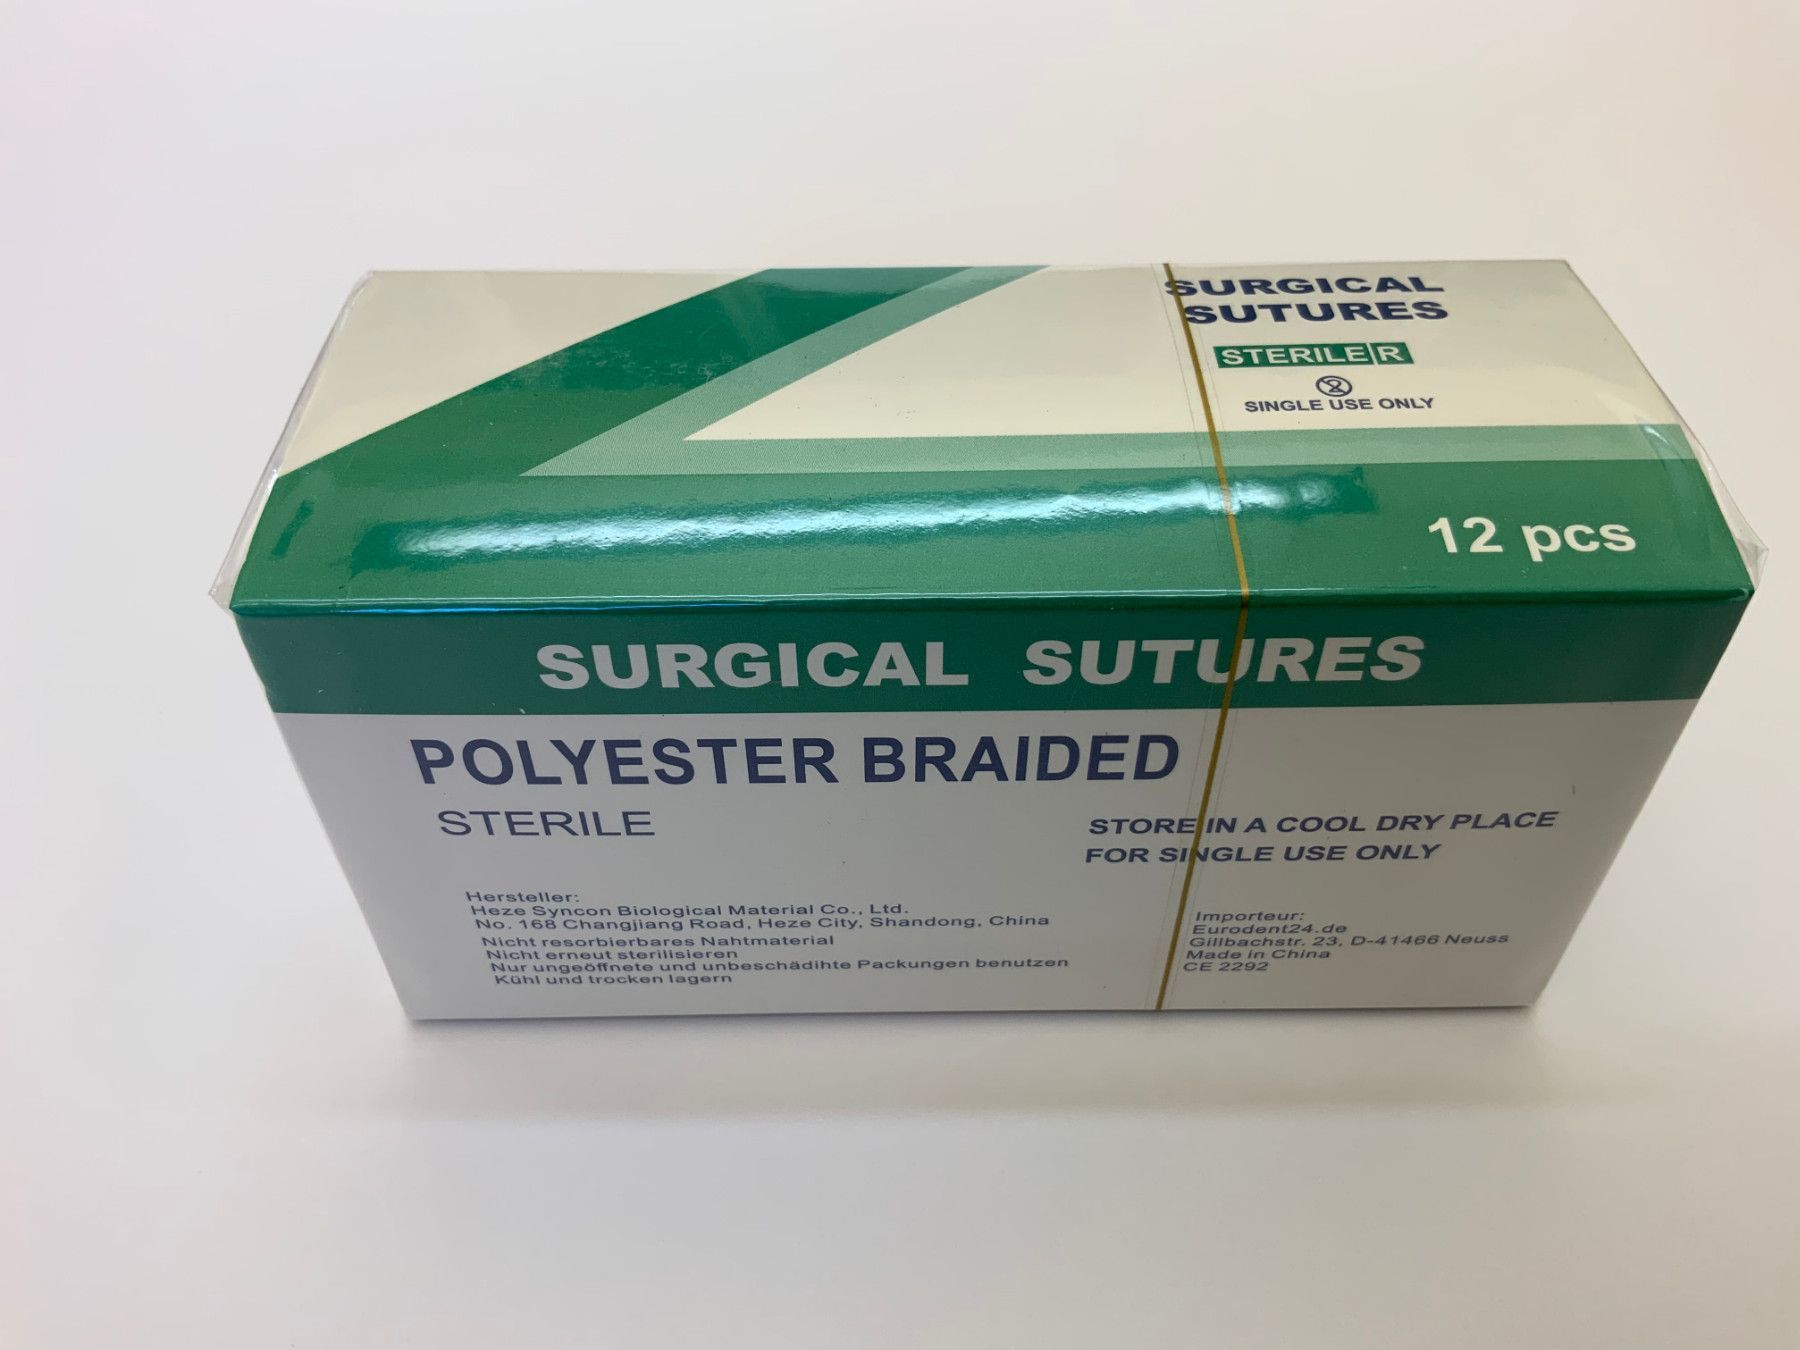 SURGICAL
SUTURES
STERILE R
SINGLE USE ONLY
12 pcs
SURGICAL SUTURES
POLYESTER BRAIDED
STERILE
STORE IN A COOL DRY PLACE
FOR SINGLE USE ONLY
Hersteller:
Heze Syncon Biological Material Co., Ltd.
No. 168 Changjiang Road, Heze City, Shandong, China
Nicht resorbierbares Nahtmaterial
Nicht erneut sterilisieren
Nur ungeöffnete und unbeschädihte Packungen benutzen
Kühl und trocken lagern
Importeur:
Eurodent24.de
Gillbachstr. 23, D-41466 Neuss
Made in China
CE 2292